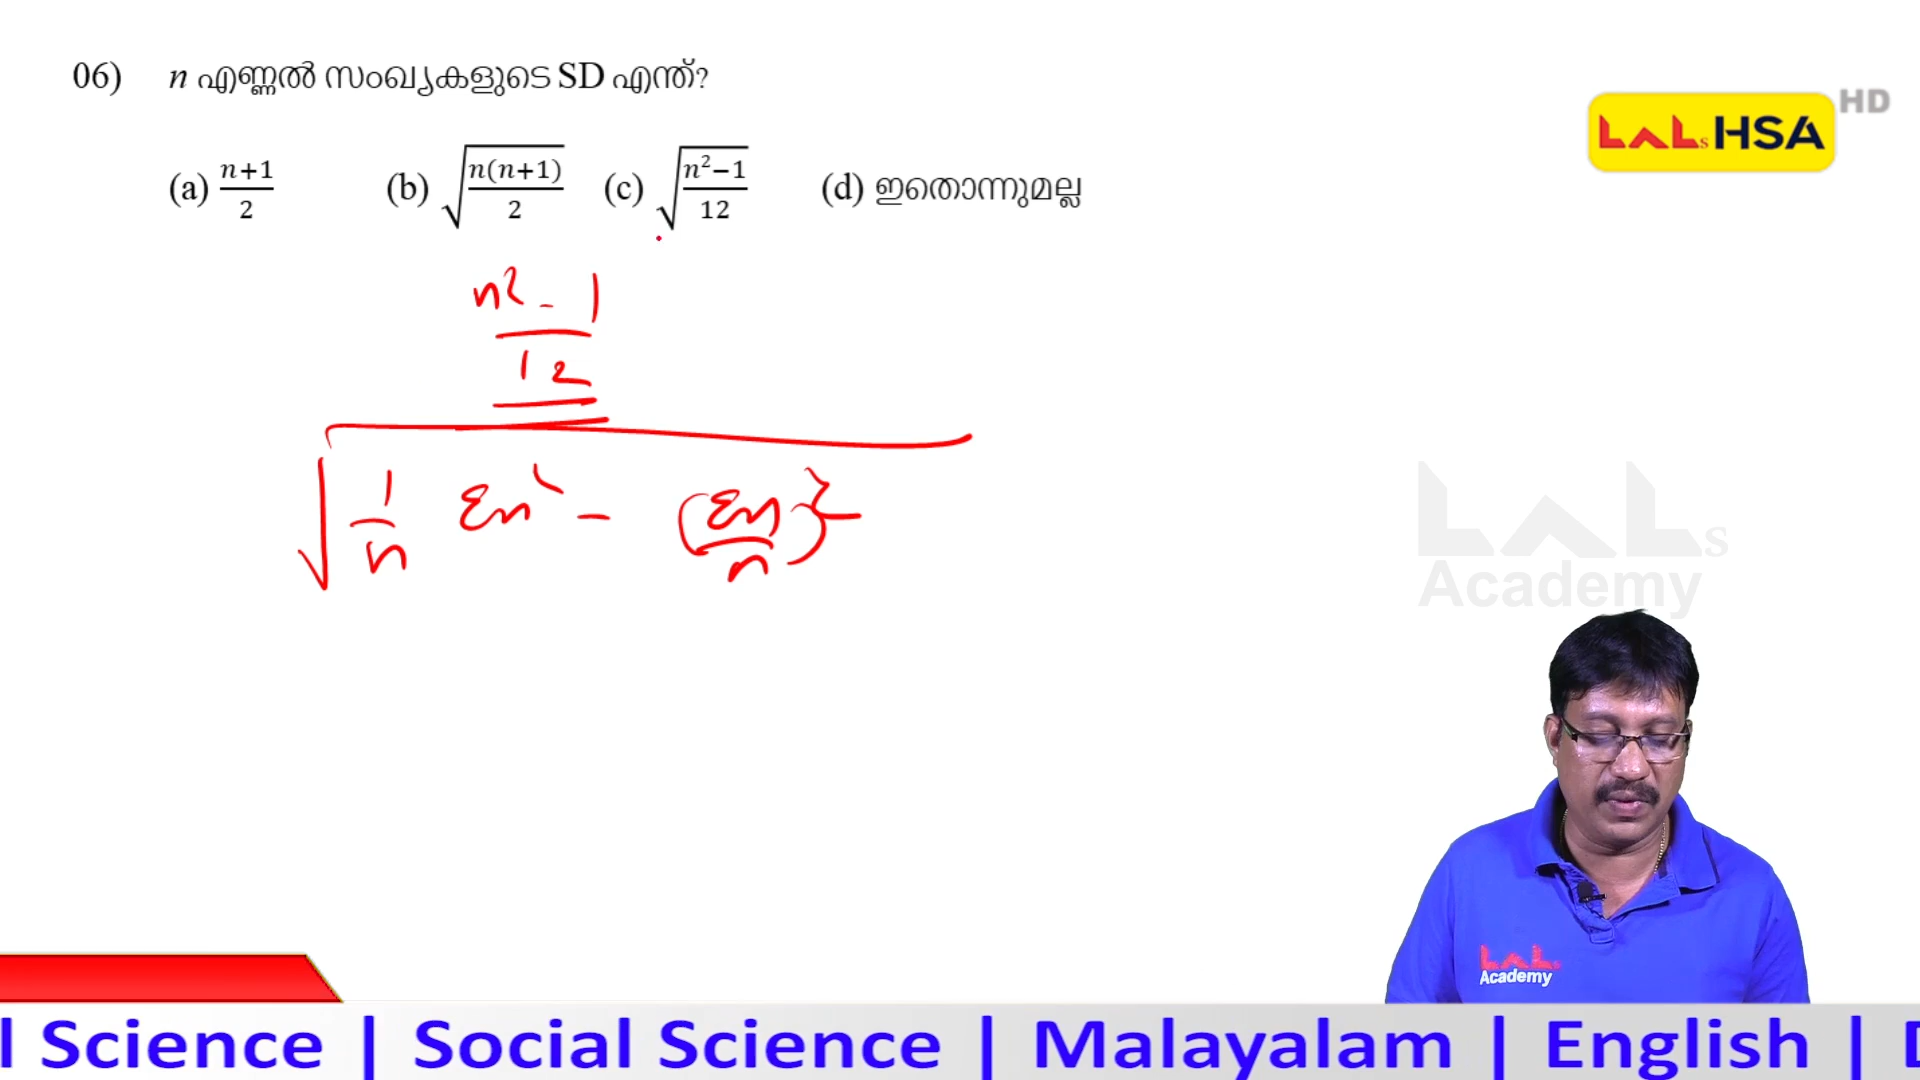 06) n എണ്ണൽ സംഖ്യകളുടെ SD എന്ത്?
HD
LALs HSA
(a) n+1/2 (b) √(n(n+1)/2) (c) √(n²−1/12) (d) ഇതൊന്നുമല്ല
n² - 1
12
√ 1/n Σn² - (Σn/n)²
LALs
Academy
LALs
Academy
l Science | Social Science | Malayalam | English |